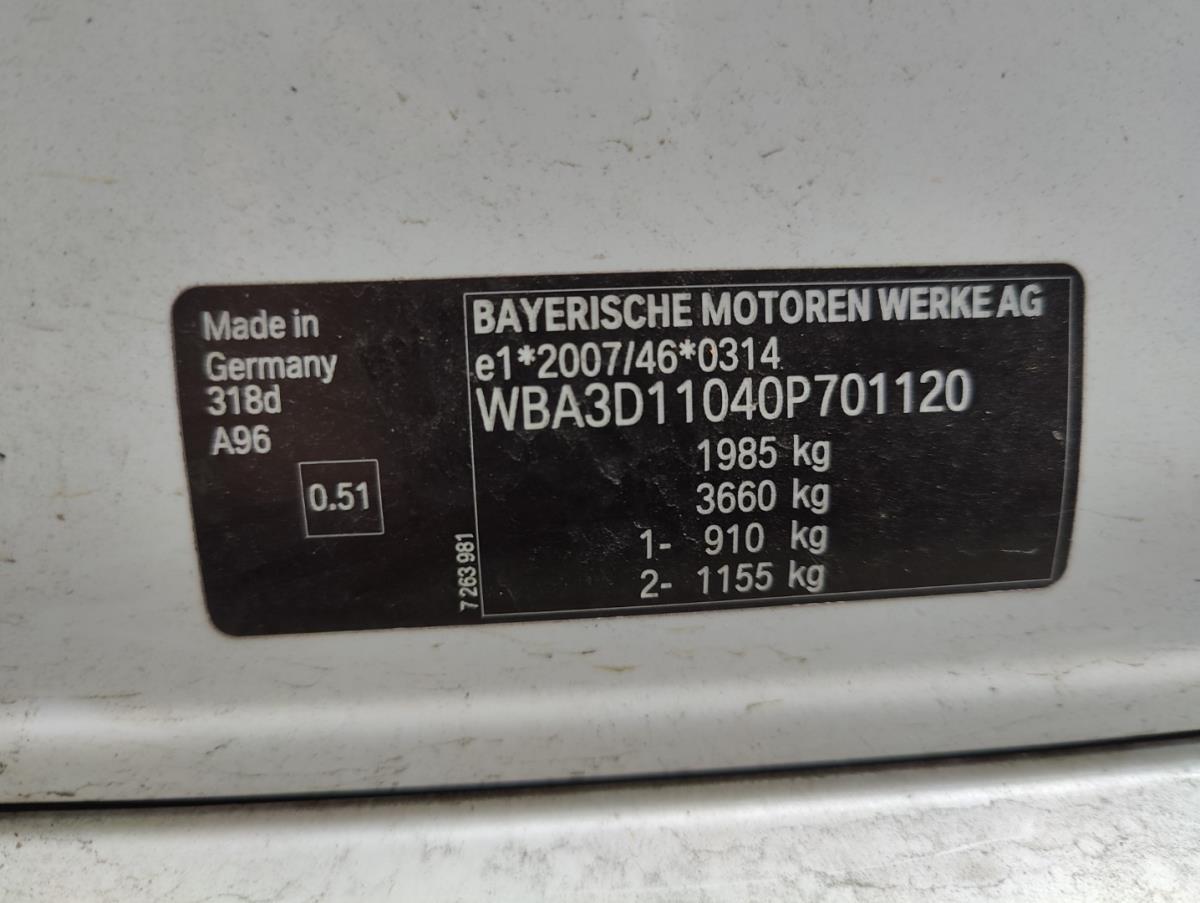 Made in
Germany
318d
A96
0.51
7 263 981
BAYERISCHE MOTOREN WERKE AG
e1*2007/46*0314
WBA3D11040P701120
1985 kg
3660 kg
1- 910 kg
2- 1155 kg